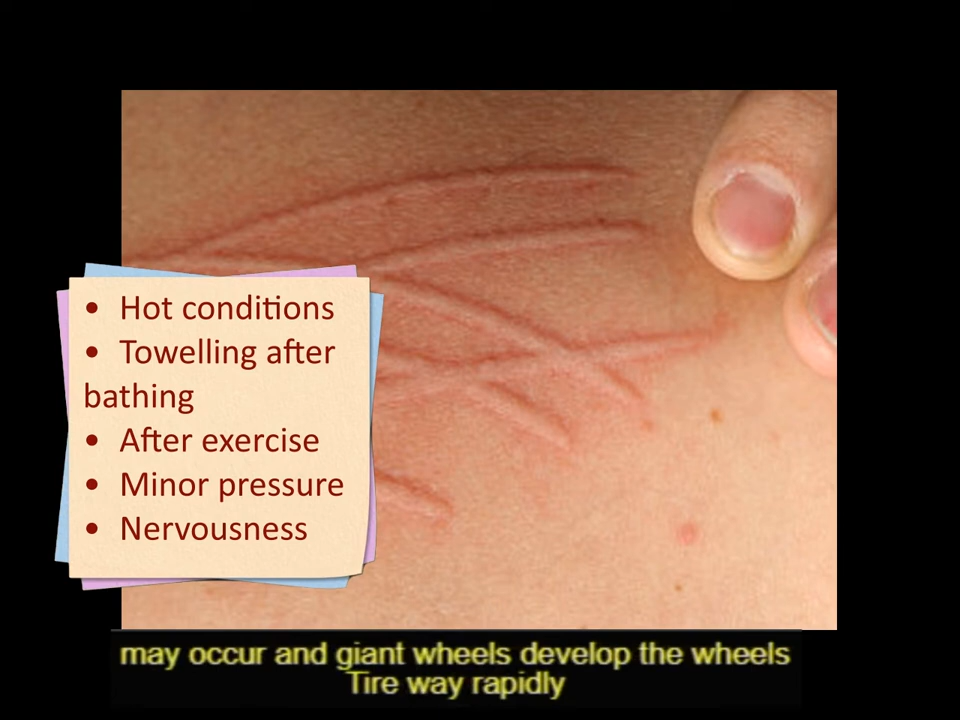 • Hot conditions
• Towelling after
bathing
• After exercise
• Minor pressure
• Nervousness
may occur and giant wheels develop the wheels
Tire way rapidly